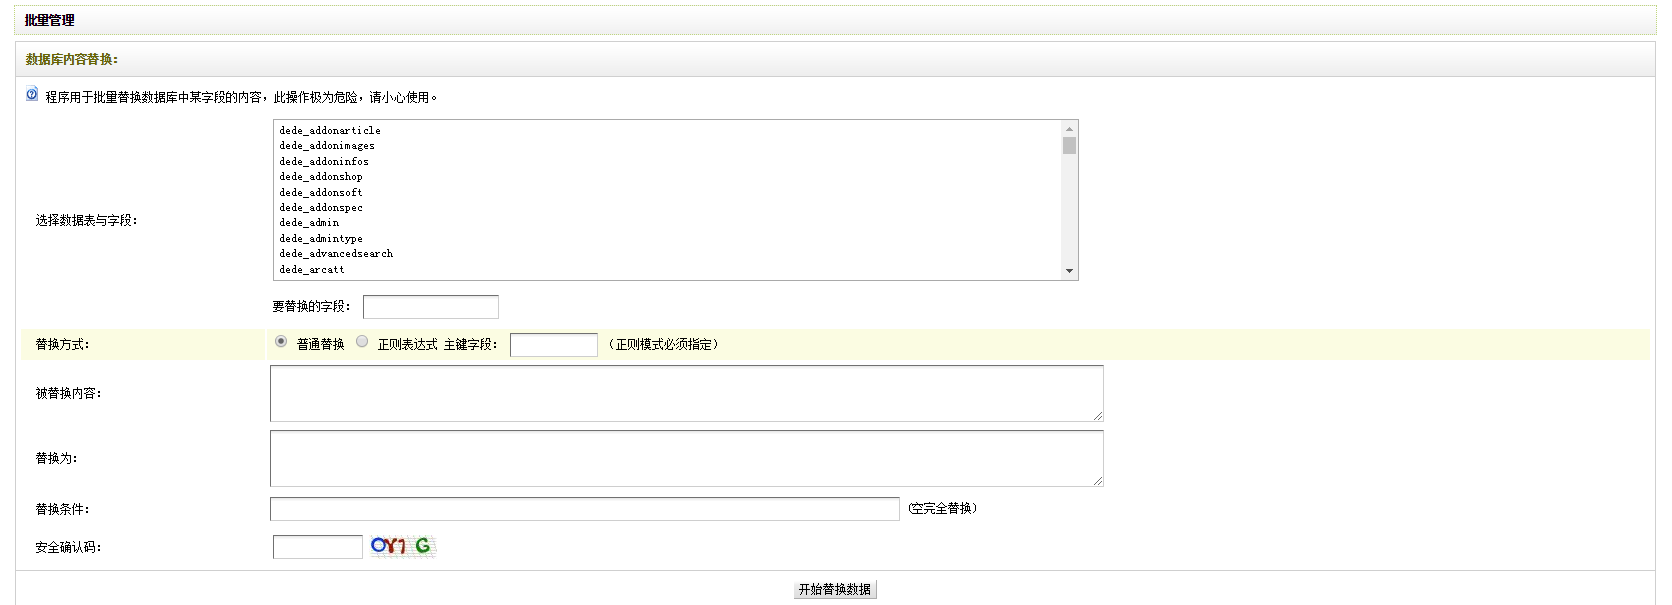 批量管理
数据库内容替换：
程序用于批量替换数据库中某字段的内容，此操作极为危险，请小心使用。
选择数据表与字段：
dede_addonarticle
dede_addonimages
dede_addoninfos
dede_addonshop
dede_addonsoft
dede_addonspec
dede_admin
dede_admintype
dede_advancedsearch
dede_arcatt
要替换的字段：
替换方式： 普通替换 正则表达式 主键字段： （正则模式必须指定）
被替换内容：
替换为：
替换条件： (空完全替换)
安全确认码： OY1G
开始替换数据